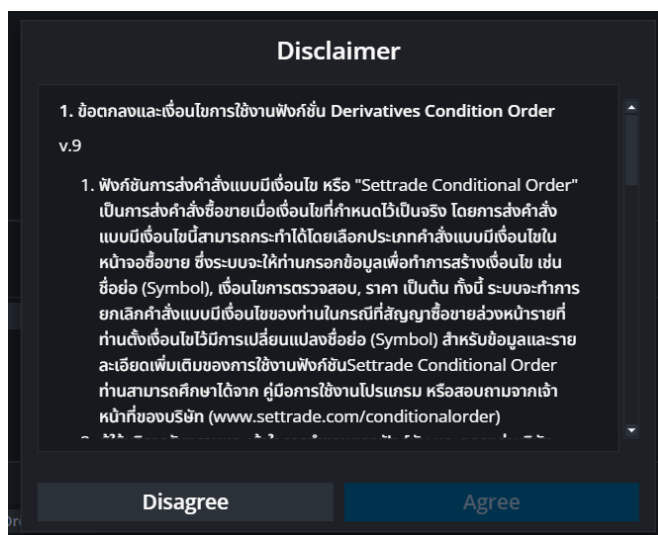 Disclaimer
1. ข้อตกลงและเงื่อนไขการใช้งานฟังก์ชั่น Derivatives Condition Order
v.9
1. ฟังก์ชันการส่งคำสั่งแบบมีเงื่อนไข หรือ "Settrade Conditional Order"
เป็นการส่งคำสั่งซื้อขายเมื่อเงื่อนไขที่กำหนดไว้เป็นจริง โดยการส่งคำสั่ง
แบบมีเงื่อนไขนี้สามารถกระทำได้โดยเลือกประเภทคำสั่งแบบมีเงื่อนไขใน
หน้าจอซื้อขาย ซึ่งระบบจะให้ท่านกรอกข้อมูลเพื่อทำการสร้างเงื่อนไข เช่น
ชื่อย่อ (Symbol), เงื่อนไขการตรวจสอบ, ราคา เป็นต้น ทั้งนี้ ระบบจะทำการ
ยกเลิกคำสั่งแบบมีเงื่อนไขของท่านในกรณีที่สัญญาซื้อขายล่วงหน้ารายที่
ท่านตั้งเงื่อนไขไว้มีการเปลี่ยนแปลงชื่อย่อ (Symbol) สำหรับข้อมูลและราย
ละเอียดเพิ่มเติมของการใช้งานฟังก์ชันSettrade Conditional Order
ท่านสามารถศึกษาได้จาก คู่มือการใช้งานโปรแกรม หรือสอบถามจากเจ้า
หน้าที่ของบริษัท (www.settrade.com/conditionalorder)
Disagree
Agree